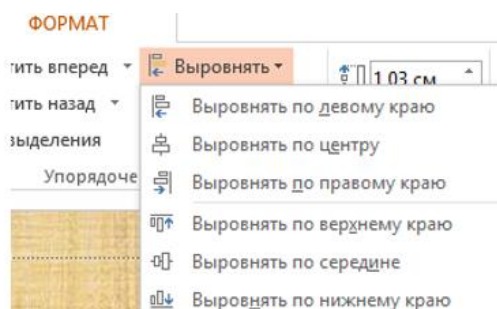 ФОРМАТ
тить вперед Выровнять
1,03 см
тить назад Выровнять по левому краю
выделения Выровнять по центру
Упорядоче Выровнять по правому краю
Выровнять по верхнему краю
Выровнять по середине
Выровнять по нижнему краю